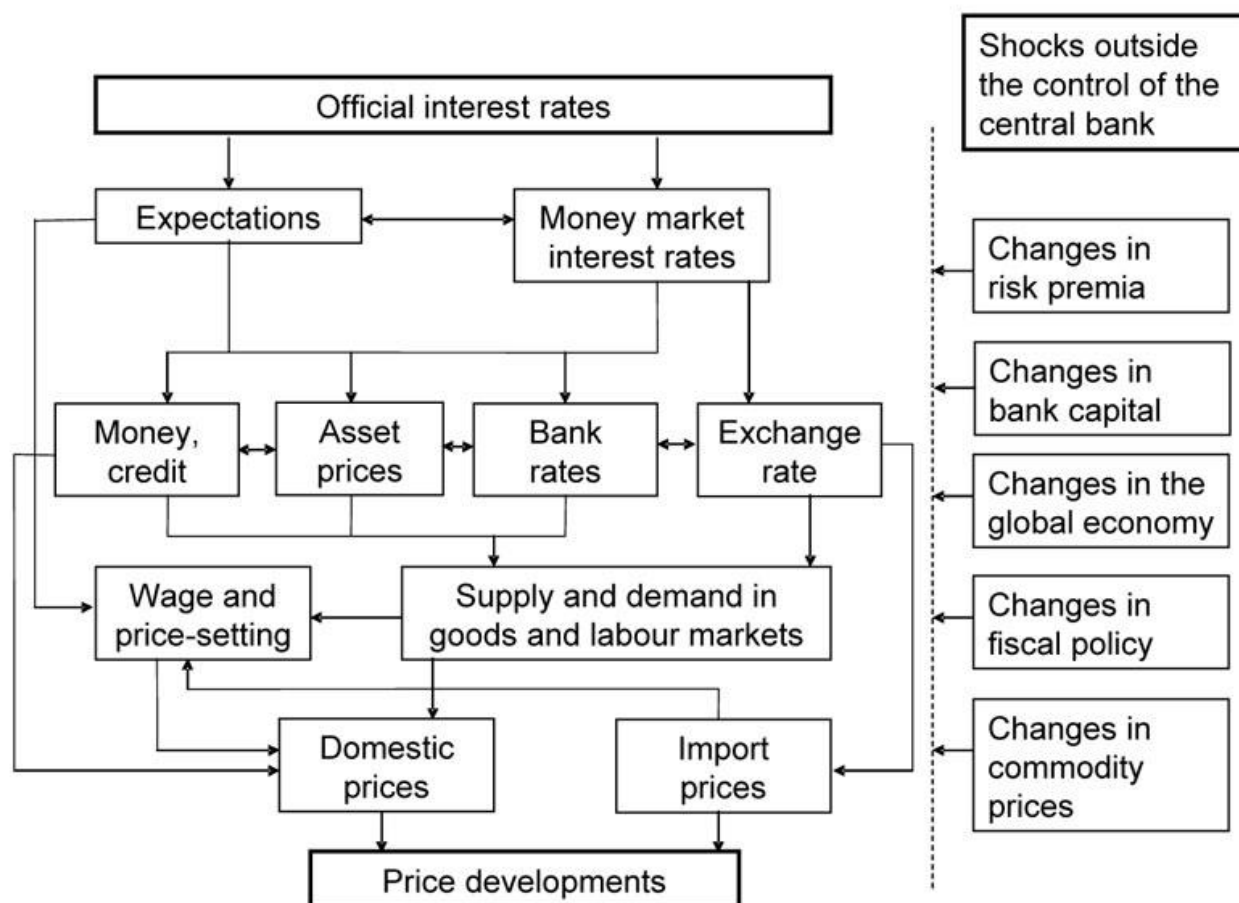 Shocks outside
the control of the
central bank
Official interest rates
Expectations
Money market
interest rates
Changes in
risk premia
Changes in
bank capital
Money,
credit
Asset
prices
Bank
rates
Exchange
rate
Changes in the
global economy
Wage and
price-setting
Supply and demand in
goods and labour markets
Changes in
fiscal policy
Domestic
prices
Import
prices
Changes in
commodity
prices
Price developments